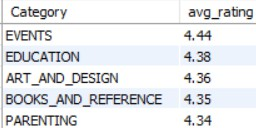 Category avg_rating
EVENTS 4.44
EDUCATION 4.38
ART_AND_DESIGN 4.36
BOOKS_AND_REFERENCE 4.35
PARENTING 4.34